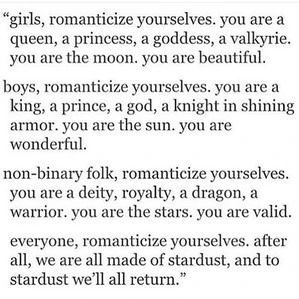 “girls, romanticize yourselves. you are a
queen, a princess, a goddess, a valkyrie.
you are the moon. you are beautiful.
boys, romanticize yourselves. you are a
king, a prince, a god, a knight in shining
armor. you are the sun. you are
wonderful.
non-binary folk, romanticize yourselves.
you are a deity, royalty, a dragon, a
warrior. you are the stars. you are valid.
everyone, romanticize yourselves. after
all, we are all made of stardust, and to
stardust we’ll all return.”